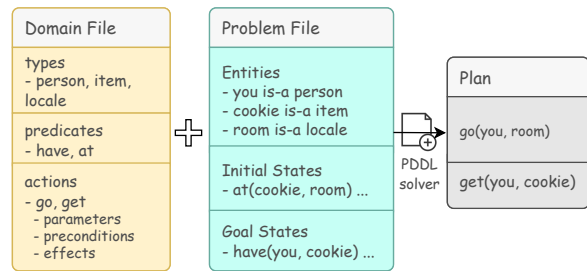 Domain File
types
- person, item,
locale
predicates
- have, at
actions
- go, get
- parameters
- preconditions
- effects
Problem File
Entities
- you is-a person
- cookie is-a item
- room is-a locale
Initial States
- at(cookie, room) ...
Goal States
- have(you, cookie) ...
PDDL
solver
Plan
go(you, room)
get(you, cookie)